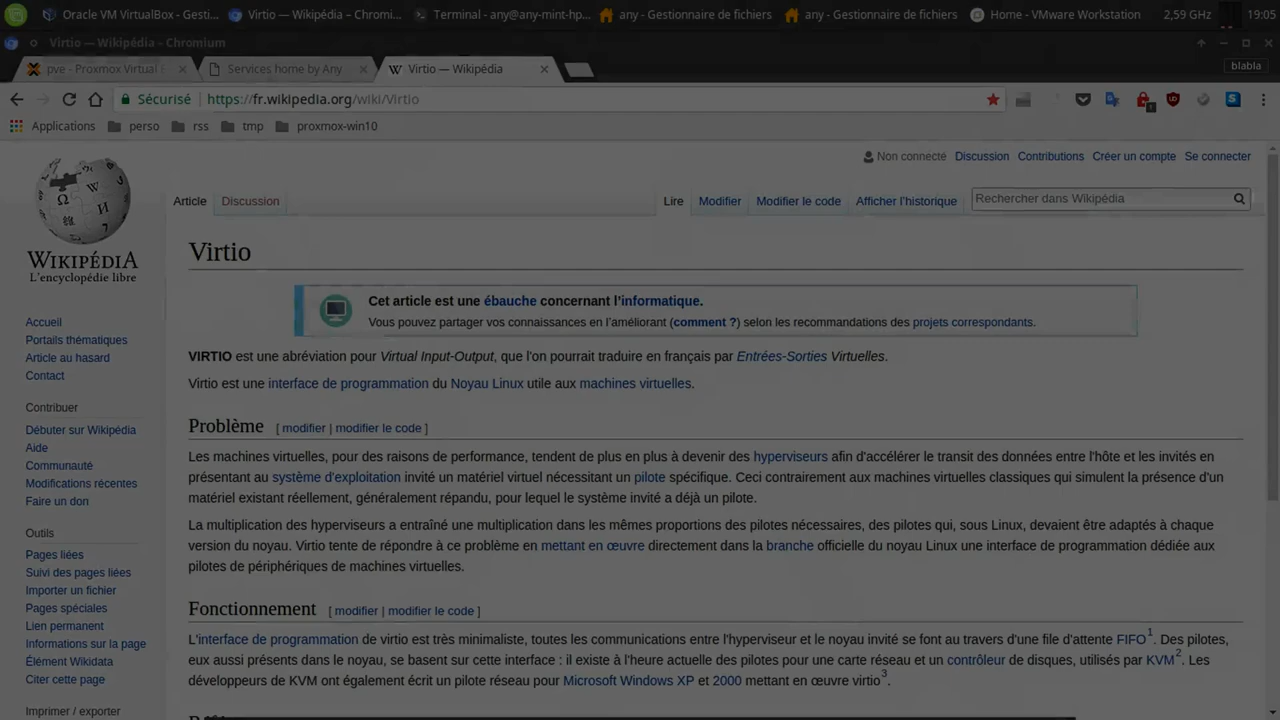 Oracle VM VirtualBox - Gesti... Virtio — Wikipédia – Chromi... Terminal - any@any-mint-hp... any - Gestionnaire de fichiers any - Gestionnaire de fichiers Home - VMware Workstation 2,59 GHz 19:05
Virtio — Wikipédia - Chromium
pve - Proxmox Virtual E Services home by Any Virtio — Wikipédia blabla
Sécurisé https://fr.wikipedia.org/wiki/Virtio
Applications perso rss tmp proxmox-win10
Non connecté Discussion Contributions Créer un compte Se connecter
Article Discussion Lire Modifier Modifier le code Afficher l'historique Rechercher dans Wikipédia
WIKIPÉDIA
L'encyclopédie libre
Accueil
Portails thématiques
Article au hasard
Contact
Contribuer
Débuter sur Wikipédia
Aide
Communauté
Modifications récentes
Faire un don
Outils
Pages liées
Suivi des pages liées
Importer un fichier
Pages spéciales
Lien permanent
Informations sur la page
Élément Wikidata
Citer cette page
Imprimer / exporter
Virtio
Cet article est une ébauche concernant l'informatique.
Vous pouvez partager vos connaissances en l'améliorant (comment ?) selon les recommandations des projets correspondants.
VIRTIO est une abréviation pour Virtual Input-Output, que l'on pourrait traduire en français par Entrées-Sorties Virtuelles.
Virtio est une interface de programmation du Noyau Linux utile aux machines virtuelles.
Problème [ modifier | modifier le code ]
Les machines virtuelles, pour des raisons de performance, tendent de plus en plus à devenir des hyperviseurs afin d'accélérer le transit des données entre l'hôte et les invités en
présentant au système d'exploitation invité un matériel virtuel nécessitant un pilote spécifique. Ceci contrairement aux machines virtuelles classiques qui simulent la présence d'un
matériel existant réellement, généralement répandu, pour lequel le système invité a déjà un pilote.
La multiplication des hyperviseurs a entraîné une multiplication dans les mêmes proportions des pilotes nécessaires, des pilotes qui, sous Linux, devaient être adaptés à chaque
version du noyau. Virtio tente de répondre à ce problème en mettant en œuvre directement dans la branche officielle du noyau Linux une interface de programmation dédiée aux
pilotes de périphériques de machines virtuelles.
Fonctionnement [ modifier | modifier le code ]
L'interface de programmation de virtio est très minimaliste, toutes les communications entre l'hyperviseur et le noyau invité se font au travers d'une file d'attente FIFO1. Des pilotes,
eux aussi présents dans le noyau, se basent sur cette interface : il existe à l'heure actuelle des pilotes pour une carte réseau et un contrôleur de disques, utilisés par KVM2. Les
développeurs de KVM ont également écrit un pilote réseau pour Microsoft Windows XP et 2000 mettant en œuvre virtio3.